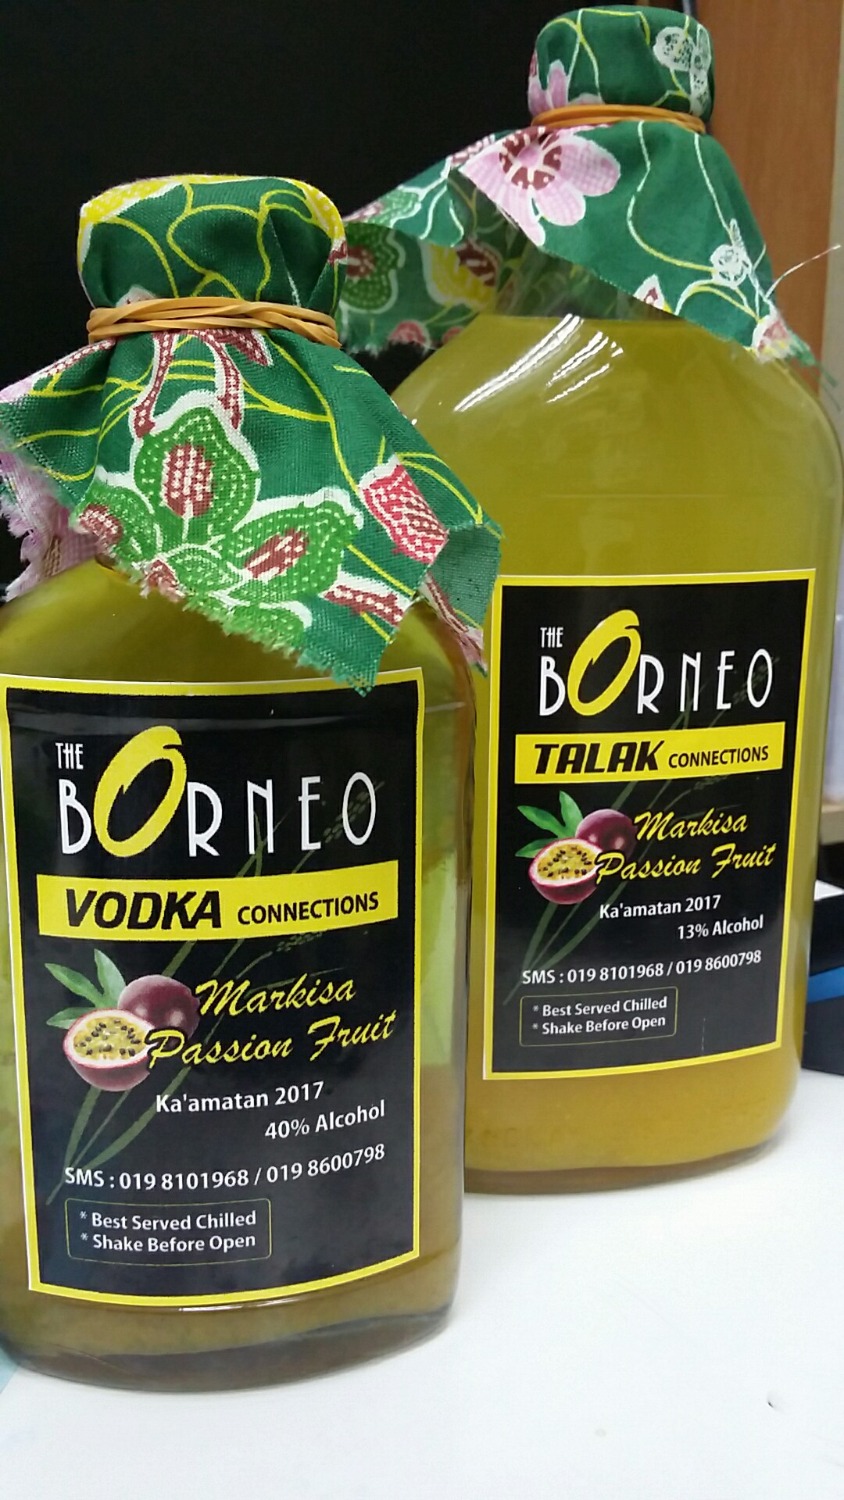 THE
BORNEO
VODKA CONNECTIONS
Markisa
Passion Fruit
Ka'amatan 2017
40% Alcohol
SMS : 019 8101968 / 019 8600798
* Best Served Chilled
* Shake Before Open
THE
BORNEO
TALAK CONNECTIONS
Markisa
Passion Fruit
Ka'amatan 2017
13% Alcohol
SMS : 019 8101968 / 019 8600798
* Best Served Chilled
* Shake Before Open